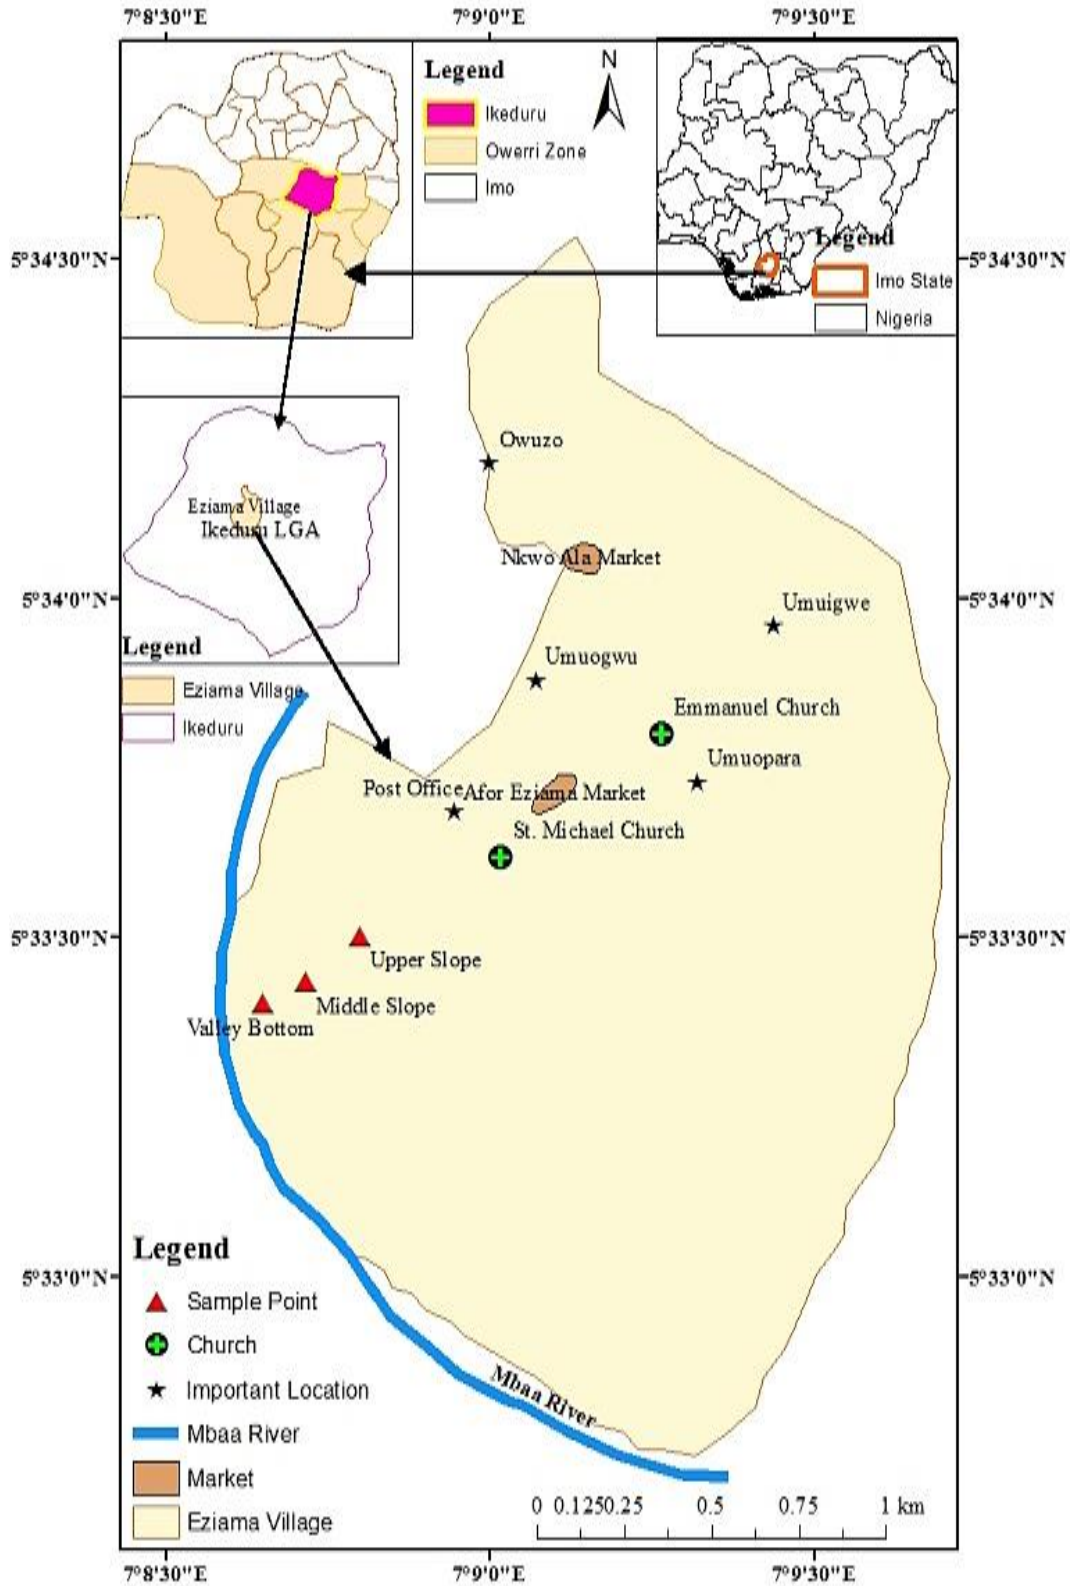 7°8'30"E 7°9'0"E 7°9'30"E
Legend
Ikeduru
Owerri Zone
Imo
N
Legend
Imo State
Nigeria
5°34'30"N 5°34'30"N
Owuzo
Eziama Village
Ikeduru LGA
Nkwo Ala Market
5°34'0"N 5°34'0"N
Umuigwe
Legend
Eziama Village
Ikeduru
Umuogwu
Emmanuel Church
Umuopara
Post Office
Afor Eziama Market
St. Michael Church
5°33'30"N 5°33'30"N
Upper Slope
Middle Slope
Valley Bottom
5°33'0"N 5°33'0"N
Legend
Sample Point
Church
Important Location
Mbaa River
Market
Eziama Village
Mbaa River
0 0.1250.25 0.5 0.75 1 km
7°8'30"E 7°9'0"E 7°9'30"E